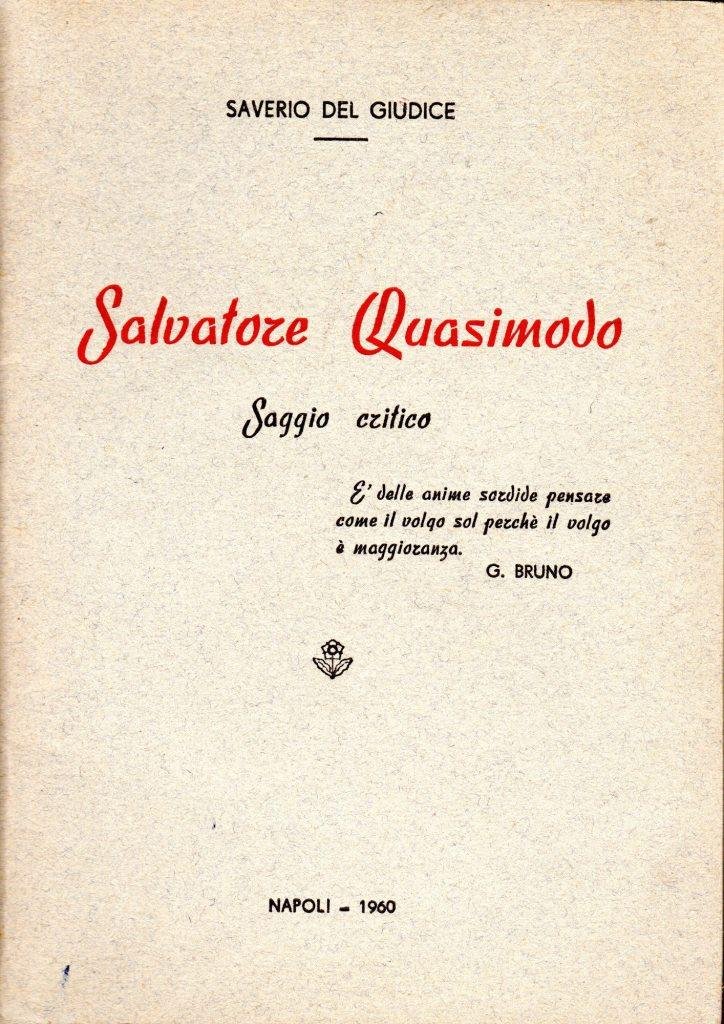 SAVERIO DEL GIUDICE
Salvatore Quasimodo
Saggio critico
E' delle anime sordide pensare
come il volgo sol perchè il volgo
è maggioranza.
G. BRUNO
NAPOLI - 1960